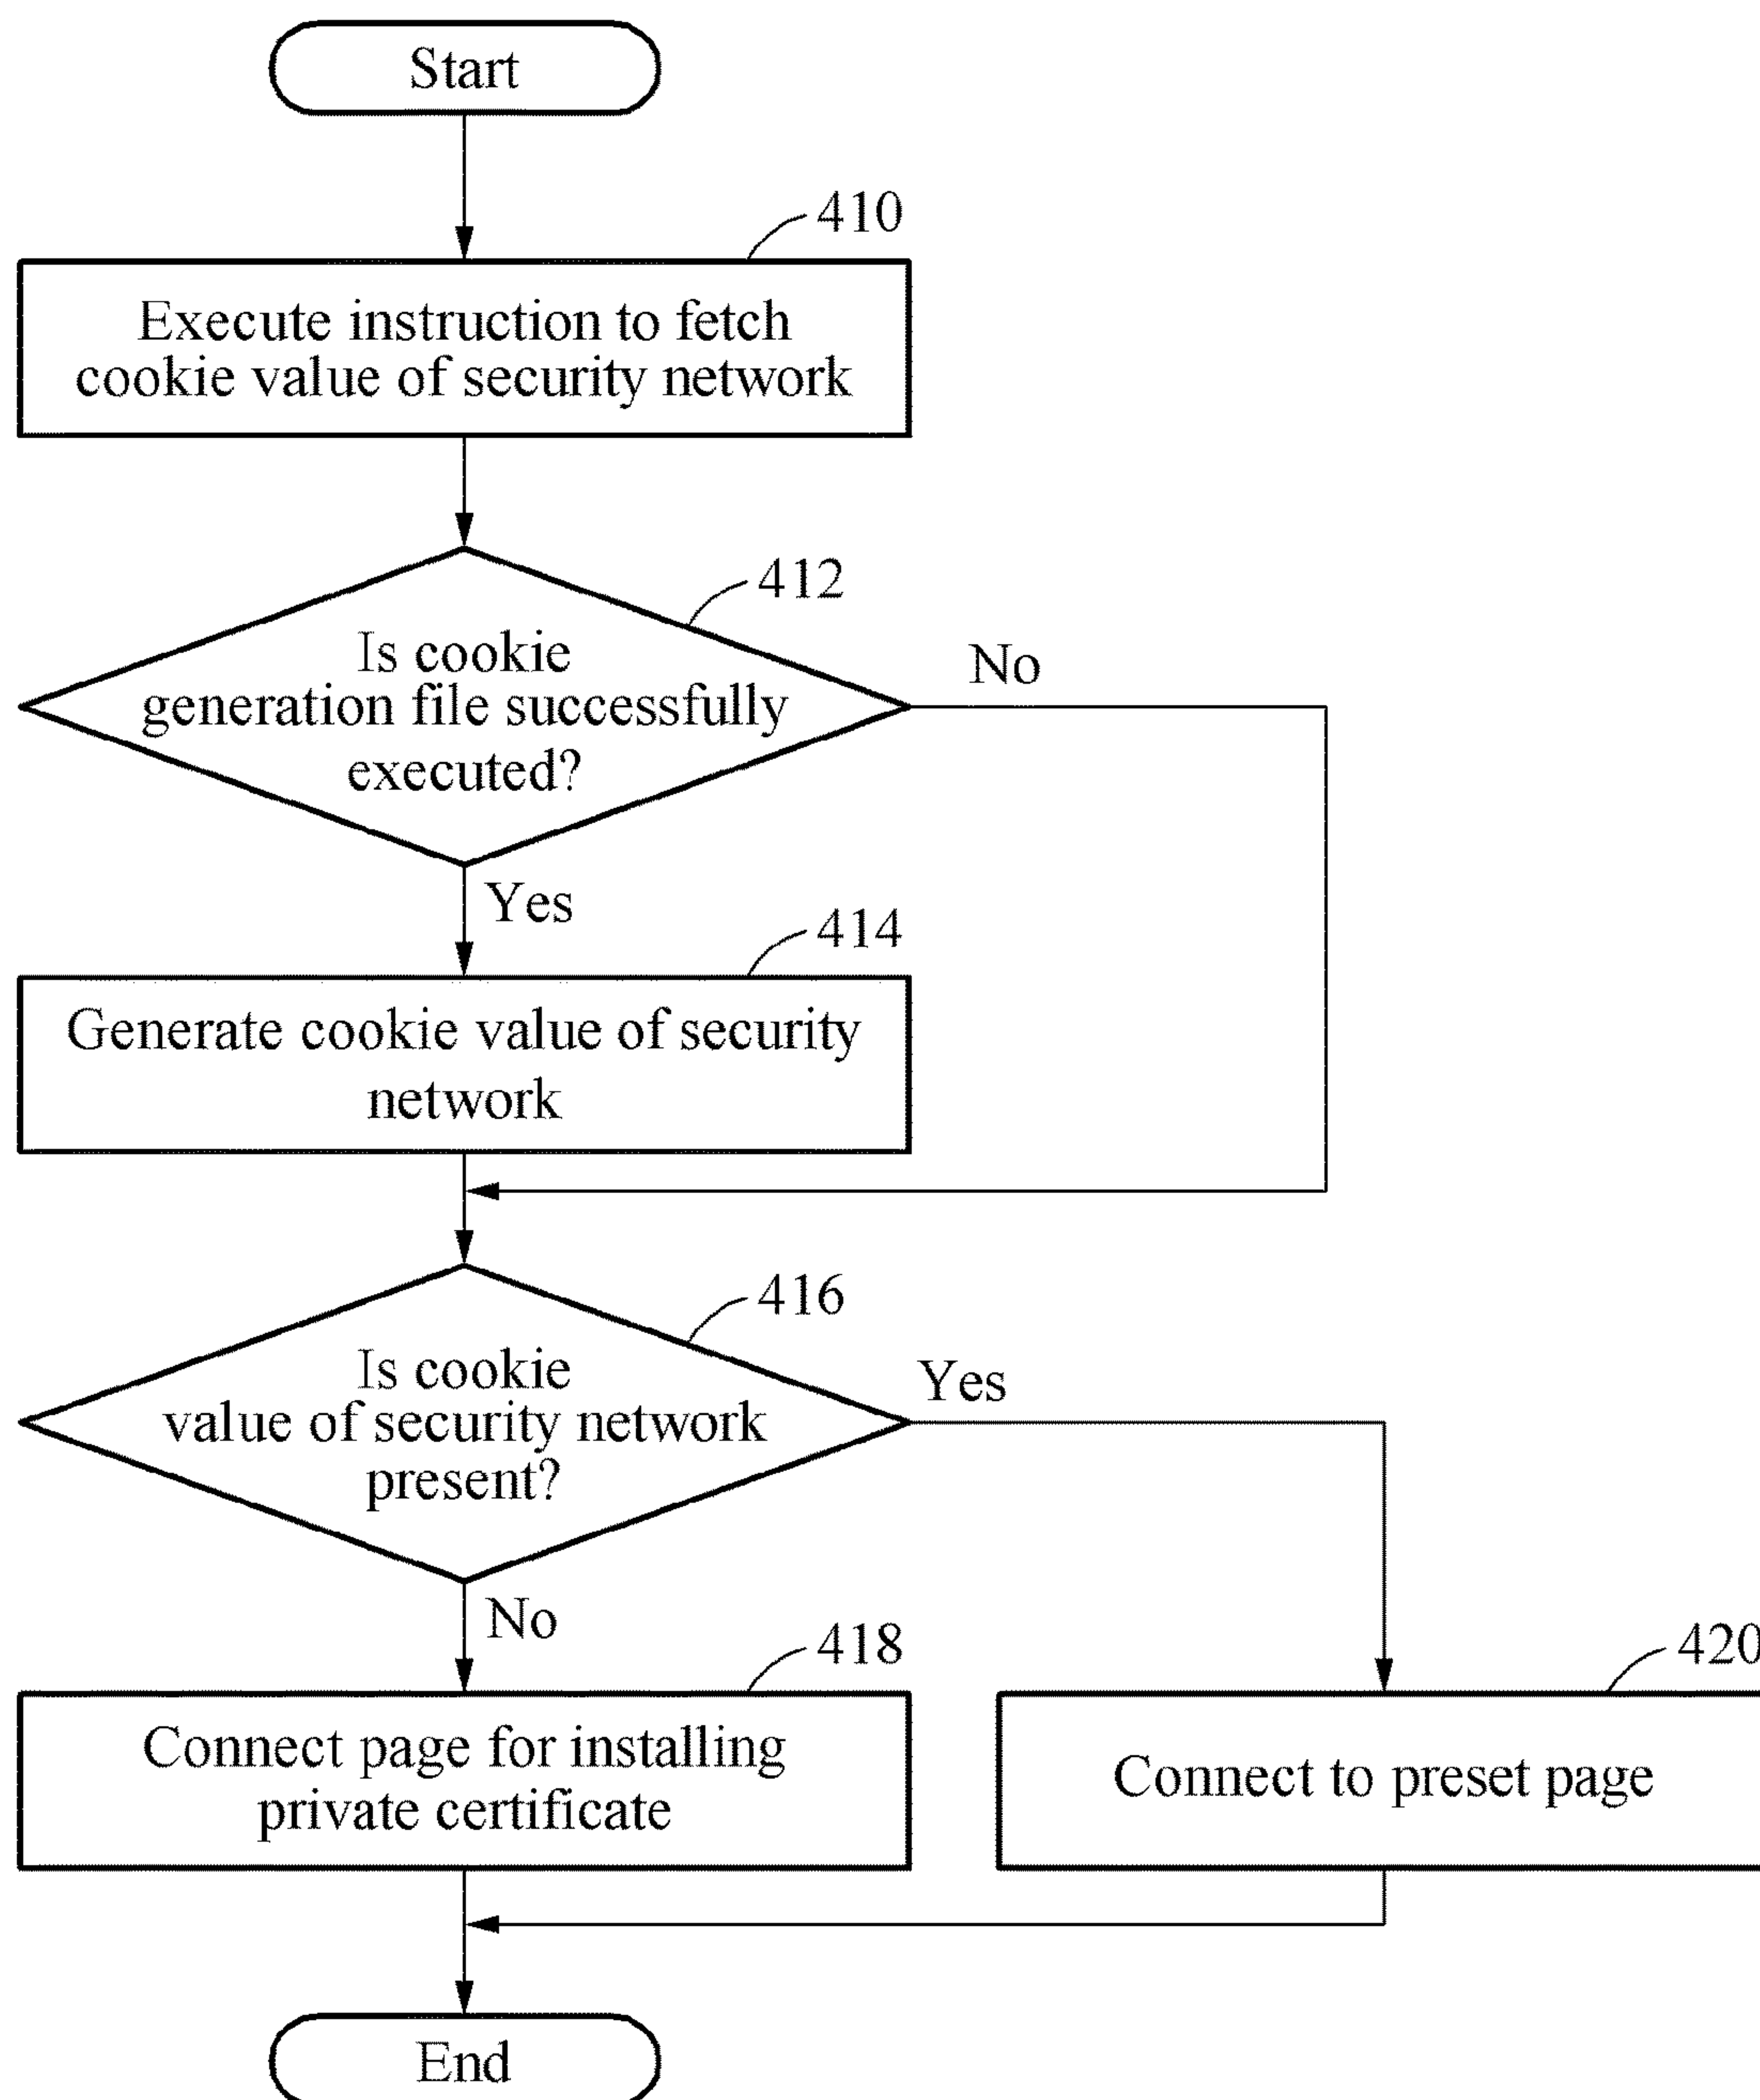 Start
410
Execute instruction to fetch
cookie value of security network
412
Is cookie
generation file successfully
executed?
No
Yes
414
Generate cookie value of security
network
416
Is cookie
value of security network
present?
Yes
No
418
Connect page for installing
private certificate
420
Connect to preset page
End